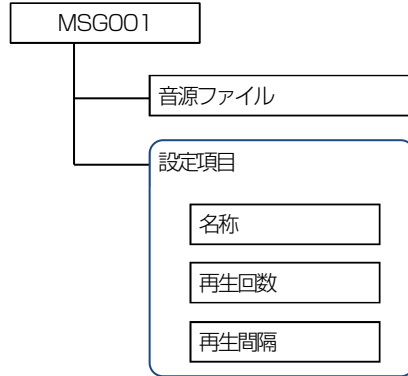 MSG001
音源ファイル
設定項目
名称
再生回数
再生間隔